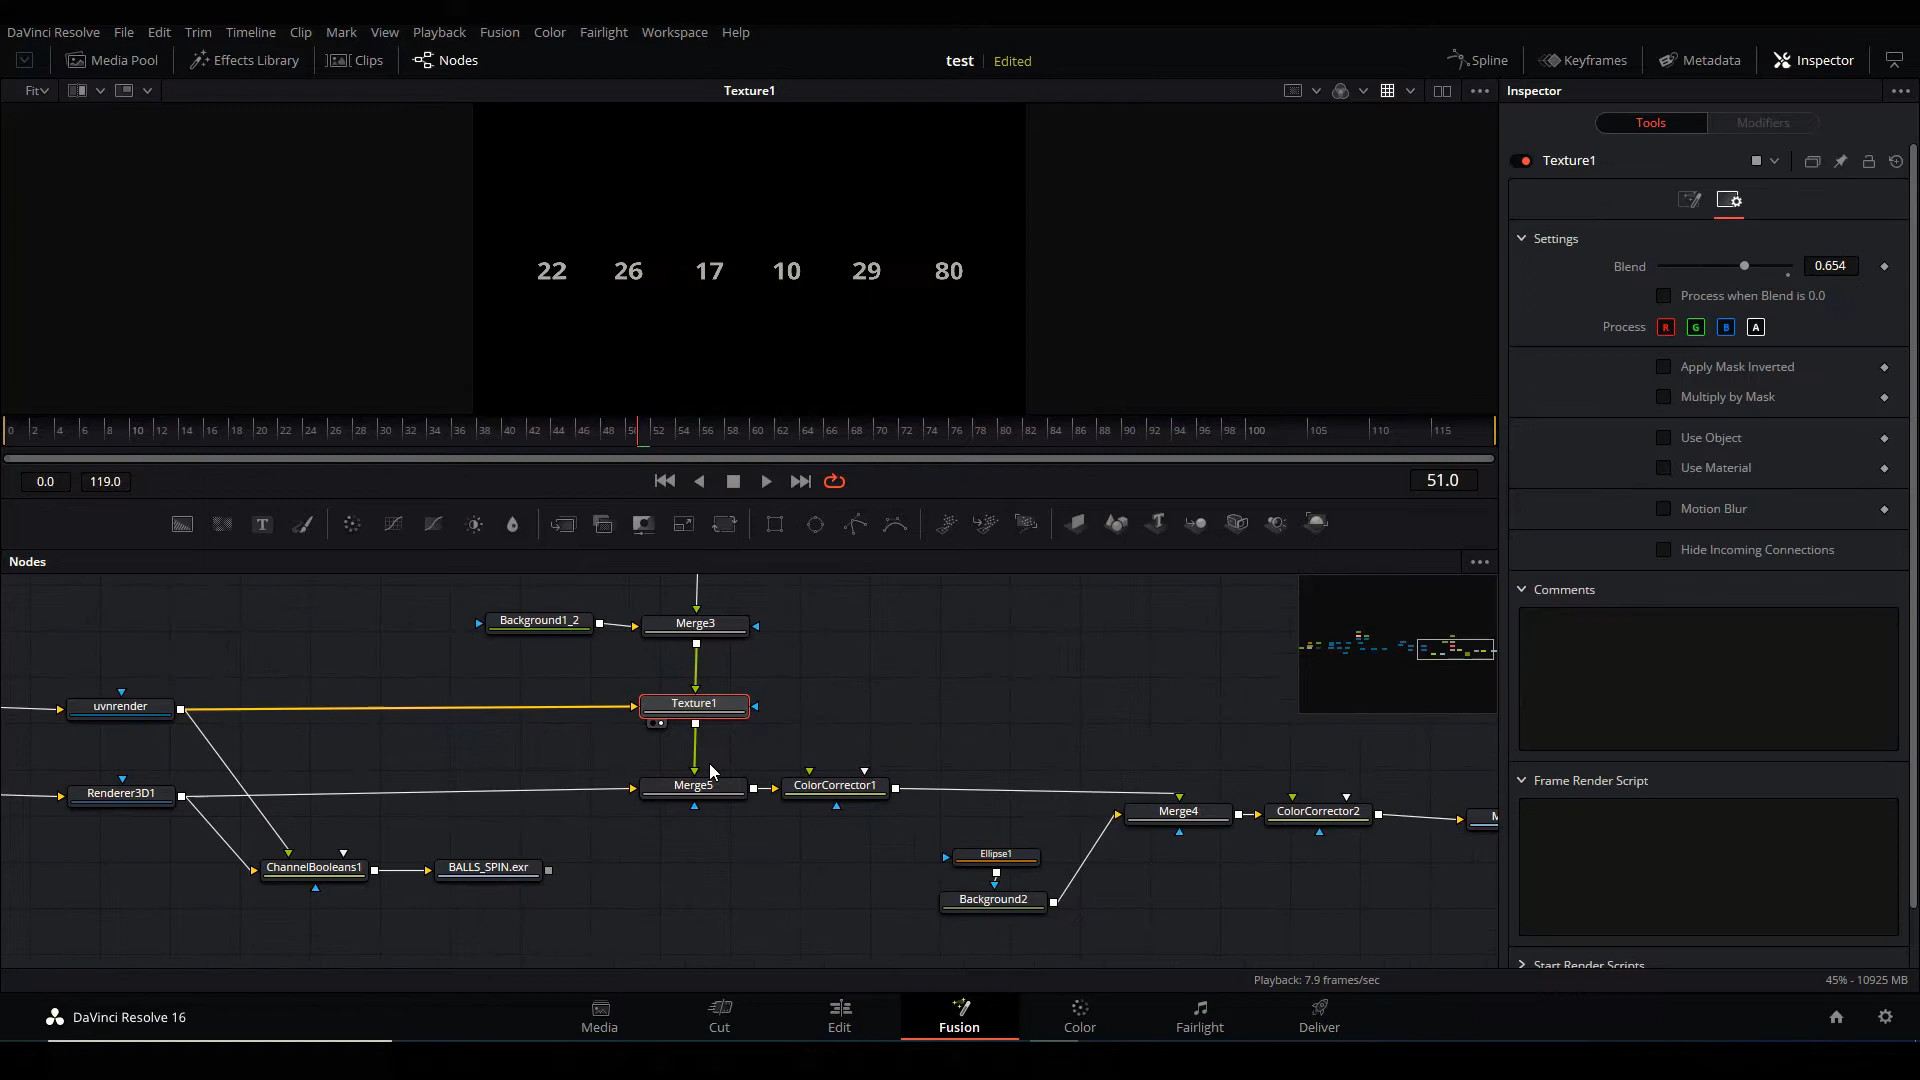 DaVinci Resolve File Edit Trim Timeline Clip Mark View Playback Fusion Color Fairlight Workspace Help
Media Pool Effects Library Clips Nodes test Edited Spline Keyframes Metadata Inspector
Fit Texture1 Inspector
Tools Modifiers
Texture1
22 26 17 10 29 80
Settings
Blend 0.654
Process when Blend is 0.0
Process R G B A
Apply Mask Inverted
Multiply by Mask
Use Object
Use Material
Motion Blur
Hide Incoming Connections
0 2 4 6 8 10 12 14 16 18 20 22 24 26 28 30 32 34 36 38 40 42 44 46 48 52 54 56 58 60 62 64 66 68 70 72 74 76 78 80 82 84 86 88 90 92 94 96 98 100 105 110 115
0.0 119.0 51.0
T
Nodes
Comments
Background1_2 Merge3
uvnrender Texture1
Renderer3D1 Merge5 ColorCorrector1 Merge4 ColorCorrector2
Frame Render Script
ChannelBooleans1 BALLS_SPIN.exr Ellipse1
Background2
Start Render Scripts
Playback: 7.9 frames/sec 45% - 10925 MB
DaVinci Resolve 16 Media Cut Edit Fusion Color Fairlight Deliver